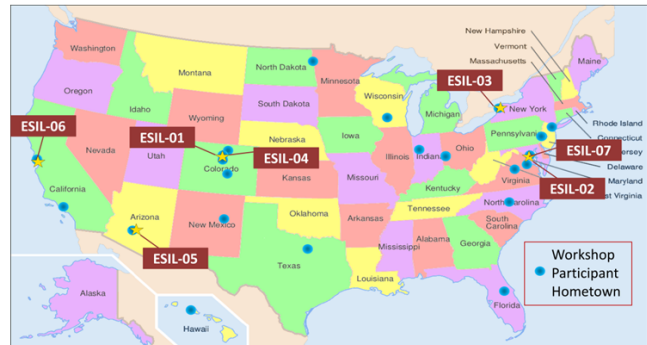 New Hampshire
Vermont
Massachusetts
Maine
Washington
Montana
North Dakota
Minnesota
ESIL-03
Oregon
Idaho
Wyoming
South Dakota
Wisconsin
Michigan
New York
Rhode Island
Connecticut
ESIL-06
ESIL-01
Nebraska
Iowa
Pennsylvani
ersey
ESIL-07
Nevada
Utah
Colorado
ESIL-04
Kansas
Illinois
Indiana
Ohio
Delaware
Maryland
California
Missouri
Kentucky
Virginia
ESIL-02
st Virginia
Arizona
New Mexico
Oklahoma
Arkansas
Tennessee
North Carolina
South
Carolina
ESIL-05
Texas
Mississippi
Alabama
Georgia
Louisiana
Florida
Alaska
Hawaii
Workshop
Participant
Hometown